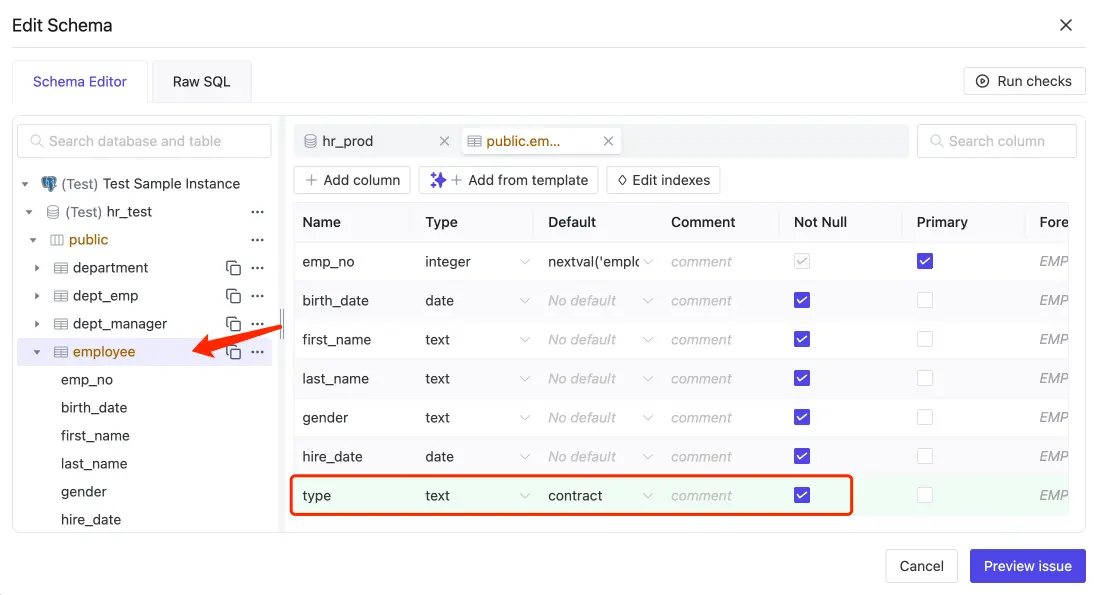 Edit Schema
Schema Editor
Raw SQL
Run checks
Search database and table
(Test) Test Sample Instance
(Test) hr_test
public
department
dept_emp
dept_manager
employee
emp_no
birth_date
first_name
last_name
gender
hire_date
hr_prod
public.em...
Search column
Add column
Add from template
Edit indexes
Name Type Default Comment Not Null Primary Fore
emp_no integer nextval('emplo comment EMP
birth_date date No default comment EMP
first_name text No default comment EMP
last_name text No default comment EMP
gender text No default comment EMP
hire_date date No default comment EMP
type text contract comment EMP
Cancel
Preview issue